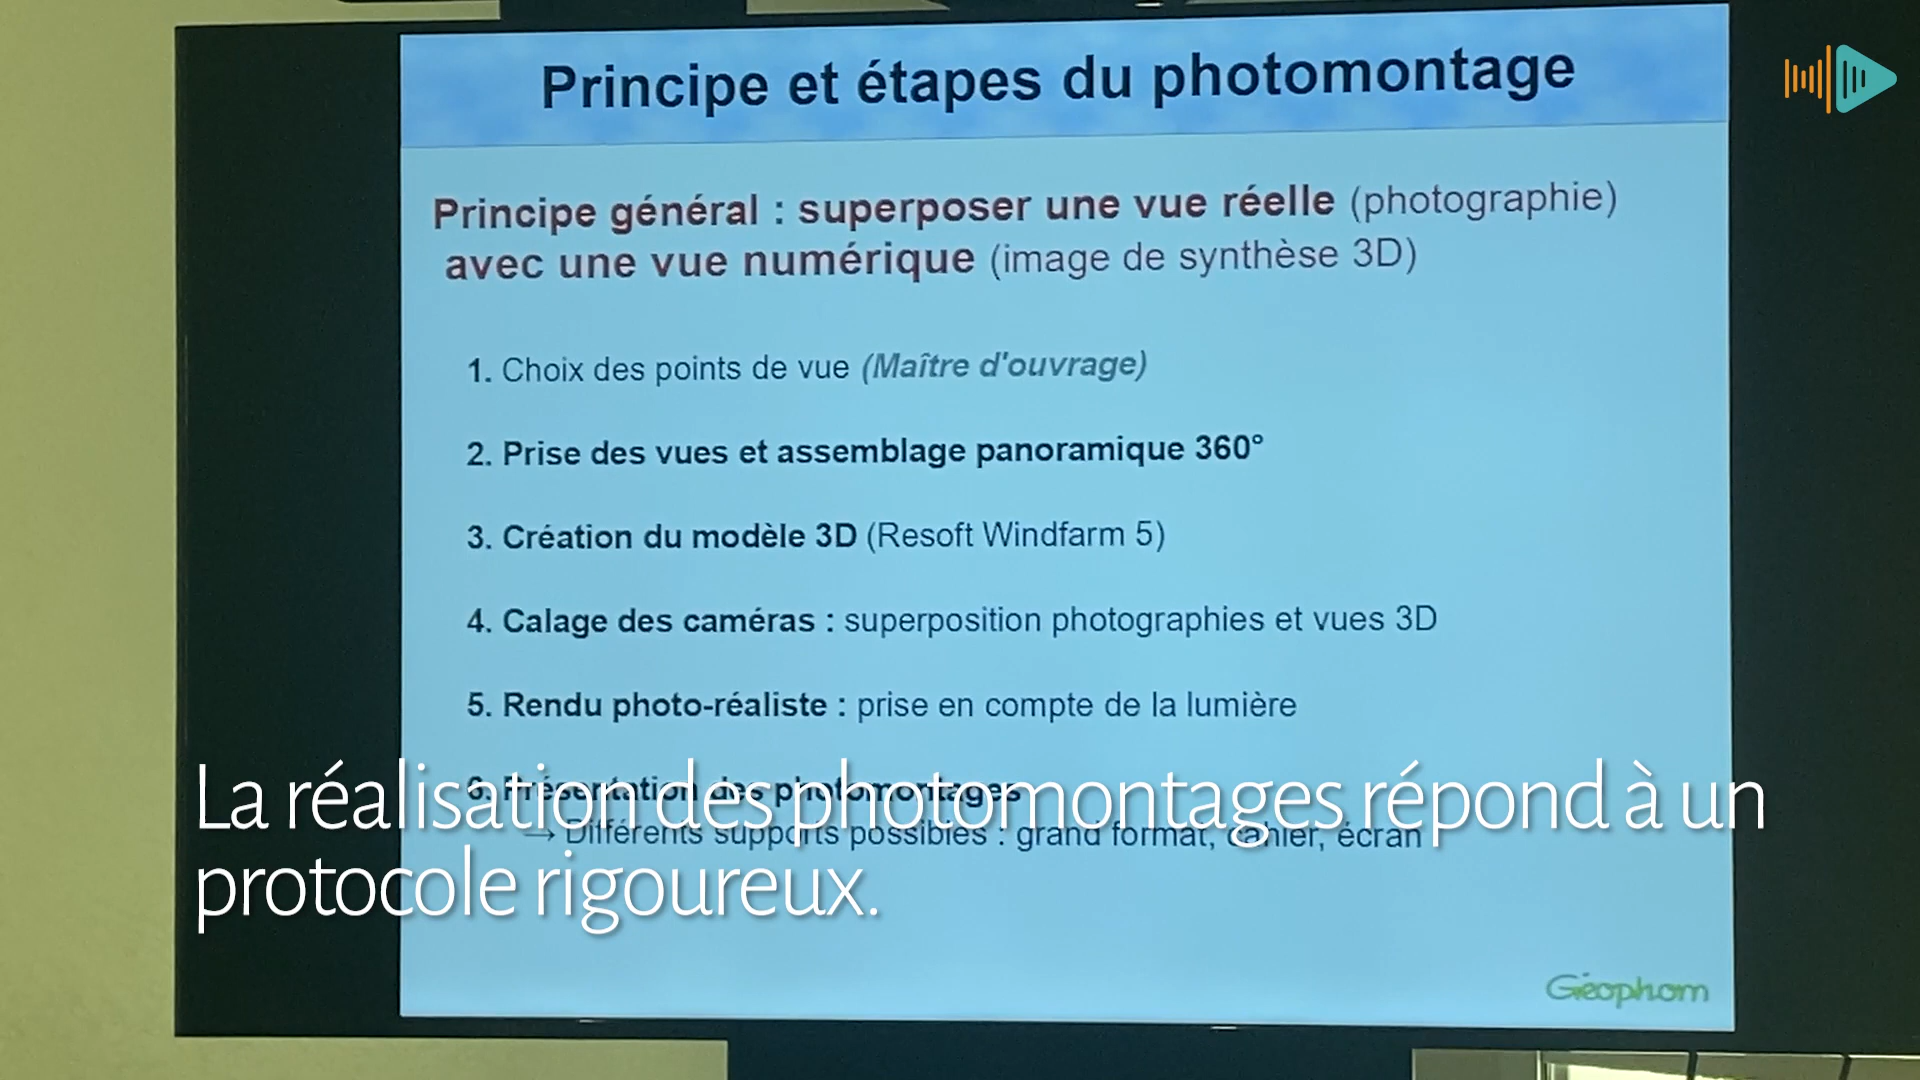 Principe et étapes du photomontage
Principe général : superposer une vue réelle (photographie)
avec une vue numérique (image de synthèse 3D)
1. Choix des points de vue (Maître d'ouvrage)
2. Prise des vues et assemblage panoramique 360°
3. Création du modèle 3D (Resoft Windfarm 5)
4. Calage des caméras : superposition photographies et vues 3D
5. Rendu photo-réaliste : prise en compte de la lumière
6. Présentation des photomontages
→ Différents supports possibles : grand format, cahier, écran
La réalisation des photomontages répond à un
protocole rigoureux.
Géophom